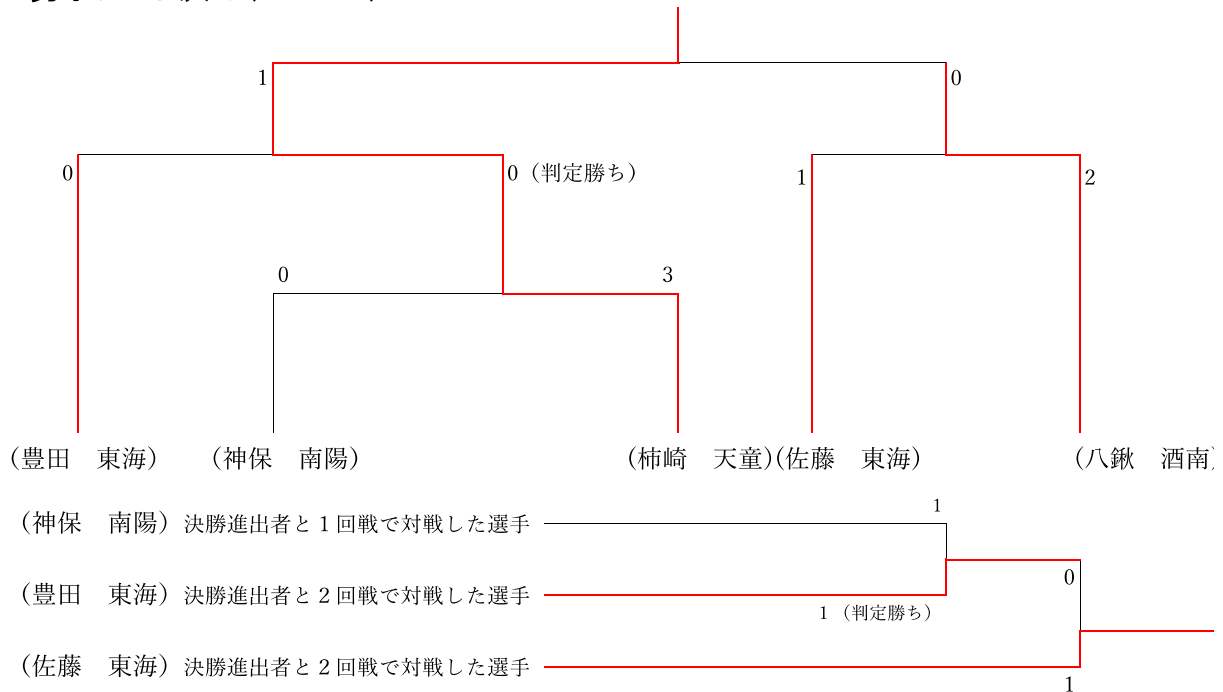 1 0
0 0（判定勝ち） 1 2
0 3
（豊田　東海） （神保　南陽） （柿崎　天童）（佐藤　東海） （八鍬　酒南）
1
（神保　南陽）決勝進出者と１回戦で対戦した選手
0
（豊田　東海）決勝進出者と２回戦で対戦した選手
1（判定勝ち）
（佐藤　東海）決勝進出者と２回戦で対戦した選手
1